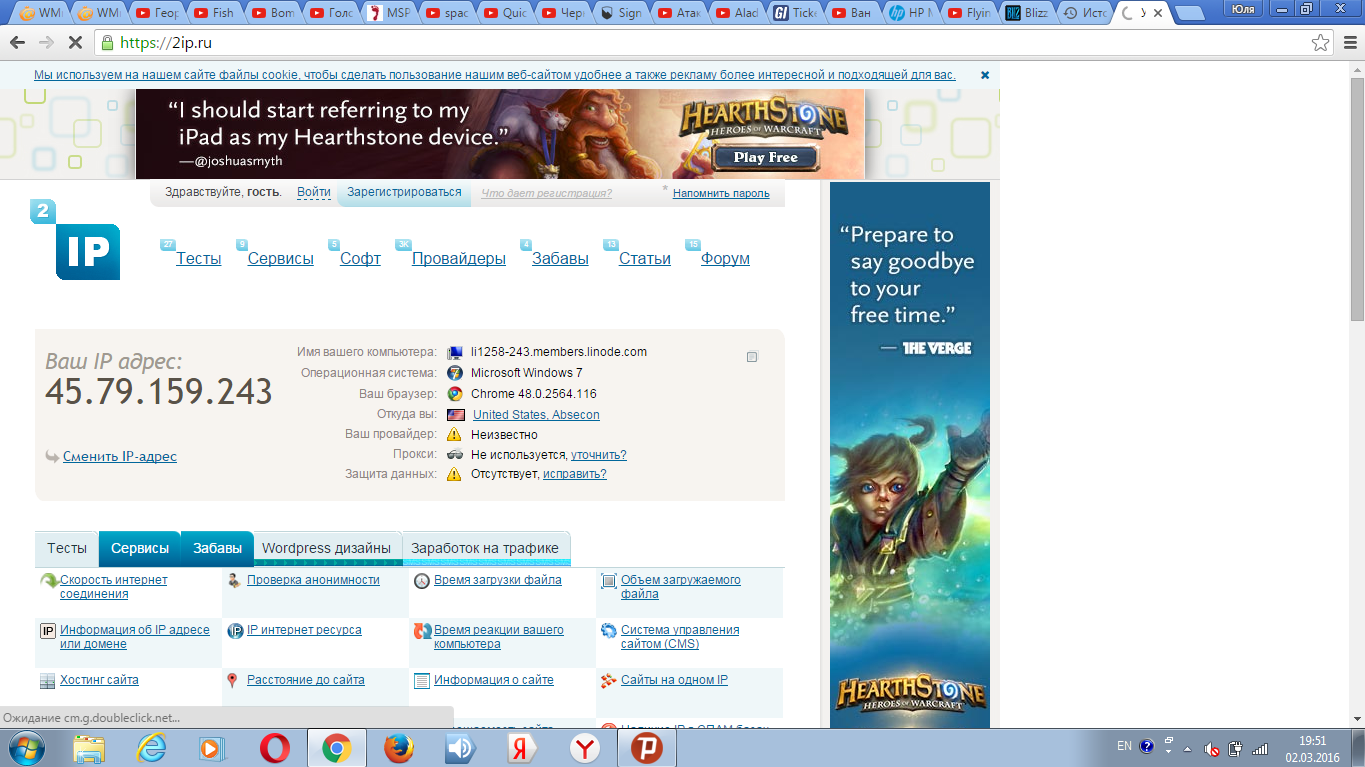 WM
WM
Геор
Fish
Bom
Голо
MSP
spac
Quic
Черн
Sign
Атак
Alad
Ticke
Ван
HP M
Flyin
Blizz
Исто
У
Юля
https://2ip.ru
Мы используем на нашем сайте файлы cookie, чтобы сделать пользование нашим веб-сайтом удобнее а также рекламу более интересной и подходящей для вас.
“I should start referring to my
iPad as my Hearthstone device.”
—@joshuasmyth
HEARTHSTONE
HEROES OF WARCRAFT
Play Free
Здравствуйте, гость. Войти Зарегистрироваться Что дает регистрация? * Напомнить пароль
2
IP
27 Тесты 9 Сервисы 5 Софт 3K Провайдеры 4 Забавы 13 Статьи 15 Форум
“Prepare to
say goodbye
to your
free time.”
— THE VERGE
Ваш IP адрес:
45.79.159.243
Сменить IP-адрес
Имя вашего компьютера: li1258-243.members.linode.com
Операционная система: Microsoft Windows 7
Ваш браузер: Chrome 48.0.2564.116
Откуда вы: United States, Absecon
Ваш провайдер: Неизвестно
Прокси: Не используется, уточнить?
Защита данных: Отсутствует, исправить?
Тесты Сервисы Забавы Wordpress дизайны Заработок на трафике
Скорость интернет
соединения
Проверка анонимности
Время загрузки файла
Объем загружаемого
файла
IP Информация об IP адресе
или домене
IP IP интернет ресурса
Время реакции вашего
компьютера
Система управления
сайтом (CMS)
Хостинг сайта
Расстояние до сайта
Информация о сайте
Сайты на одном IP
HEARTHSTONE
HEROES OF WARCRAFT
Ожидание cm.g.doubleclick.net...
EN
19:51
02.03.2016